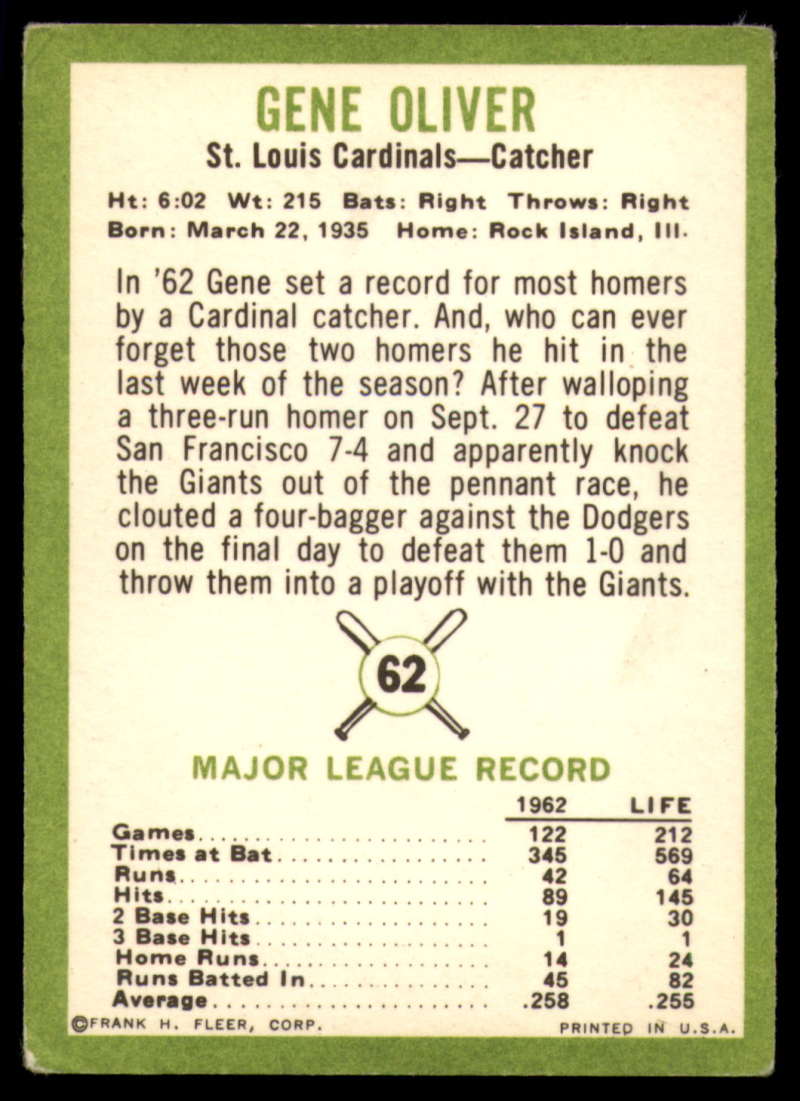 GENE OLIVER
St. Louis Cardinals—Catcher
Ht: 6:02 Wt: 215 Bats: Right Throws: Right
Born: March 22, 1935 Home: Rock Island, Ill.
In '62 Gene set a record for most homers
by a Cardinal catcher. And, who can ever
forget those two homers he hit in the
last week of the season? After walloping
a three-run homer on Sept. 27 to defeat
San Francisco 7-4 and apparently knock
the Giants out of the pennant race, he
clouted a four-bagger against the Dodgers
on the final day to defeat them 1-0 and
throw them into a playoff with the Giants.
62
MAJOR LEAGUE RECORD
1962 LIFE
Games........................ 122 212
Times at Bat................. 345 569
Runs......................... 42 64
Hits......................... 89 145
2 Base Hits.................. 19 30
3 Base Hits.................. 1 1
Home Runs.................... 14 24
Runs Batted In............... 45 82
Average...................... .258 .255
©FRANK H. FLEER, CORP. PRINTED IN U.S.A.